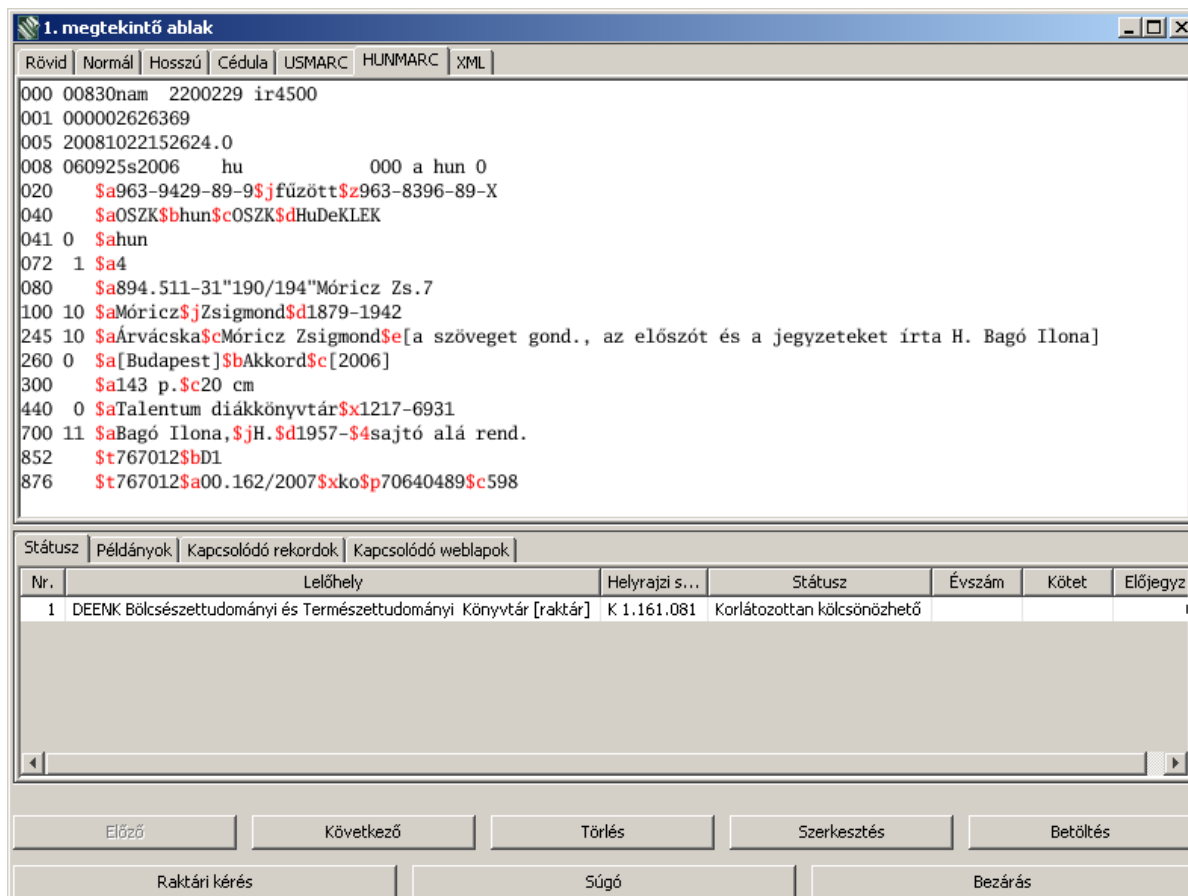 1. megtekintő ablak
Rövid Normál Hosszú Cédula USMARC HUNMARC XML
000 00830nam  2200229 ir4500
001 000002626369
005 20081022152624.0
008 060925s2006    hu            000 a hun 0
020    $a963-9429-89-9$jfűzött$z963-8396-89-X
040    $aOSZK$bhun$cOSZK$dHuDeKLEK
041 0  $ahun
072  1 $a4
080    $a894.511-31"190/194"Móricz Zs.7
100 10 $aMóricz$jZsigmond$d1879-1942
245 10 $aÁrvácska$cMóricz Zsigmond$e[a szöveget gond., az előszót és a jegyzeteket írta H. Bagó Ilona]
260 0  $a[Budapest]$bAkkord$c[2006]
300    $a143 p.$c20 cm
440  0 $aTalentum diákkönyvtár$x1217-6931
700 11 $aBagó Ilona,$jH.$d1957-$4sajtó alá rend.
852    $t767012$bD1
876    $t767012$a00.162/2007$xko$p70640489$c598
Státusz Példányok Kapcsolódó rekordok Kapcsolódó weblapok
Nr. Lelőhely Helyrajzi s... Státusz Évszám Kötet Előjegyz
1 DEENK Bölcsészettudományi és Természettudományi Könyvtár [raktár] K 1.161.081 Korlátozottan kölcsönözhető
Előző Következő Törlés Szerkesztés Betöltés
Raktári kérés Súgó Bezárás